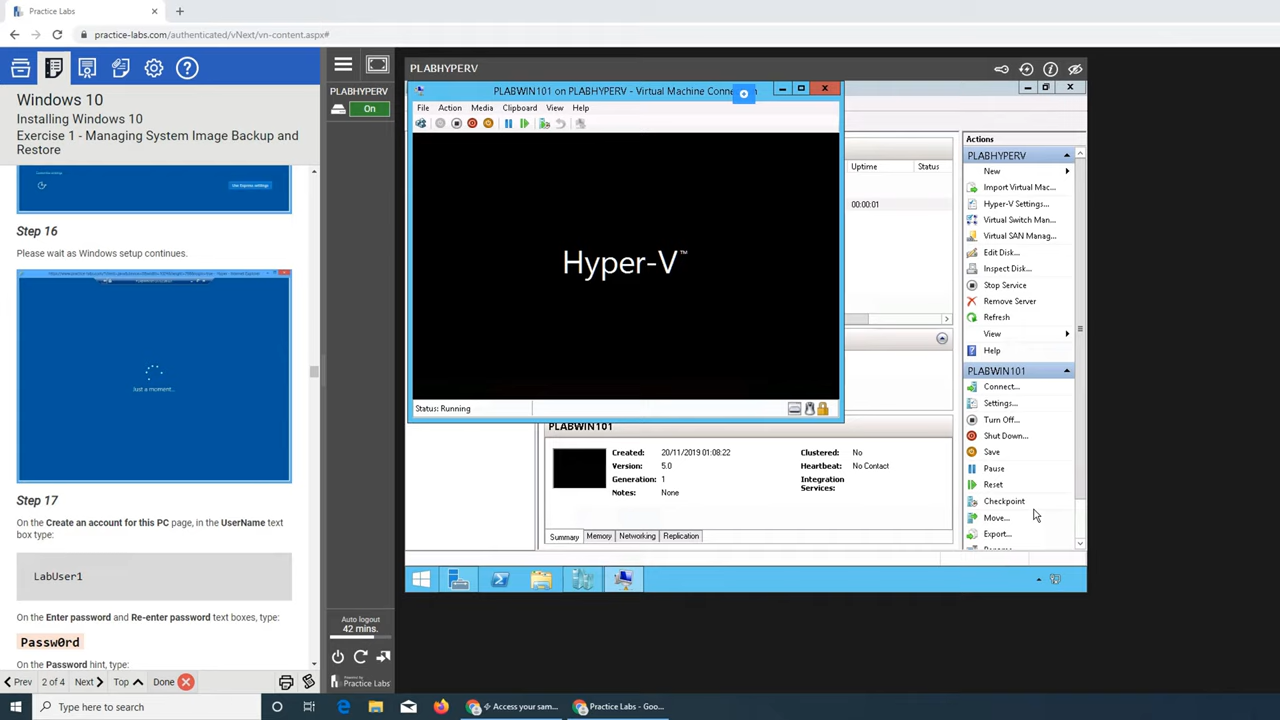 Practice Labs
practice-labs.com/authenticated/vNext/vn-content.aspx#
Windows 10
Installing Windows 10
Exercise 1 - Managing System Image Backup and
Restore
Use Express settings
Step 16
Please wait as Windows setup continues.
Just a moment...
Step 17
On the Create an account for this PC page, in the UserName text
box type:
LabUser1
On the Enter password and Re-enter password text boxes, type:
Passw0rd
On the Password hint, type:
Prev
2 of 4
Next
Top
Done
PLABHYPERV
On
Auto logout
42 mins.
Powered by
Practice Labs
PLABHYPERV
PLABWIN101 on PLABHYPERV - Virtual Machine Conne
File Action Media Clipboard View Help
Hyper-V™
Status: Running
Uptime Status
00:00:01
PLABWIN101
Created: 20/11/2019 01:08:22
Version: 5.0
Generation: 1
Notes: None
Clustered: No
Heartbeat: No Contact
Integration
Services:
Summary Memory Networking Replication
Actions
PLABHYPERV
New
Import Virtual Mac...
Hyper-V Settings...
Virtual Switch Man...
Virtual SAN Manag...
Edit Disk...
Inspect Disk...
Stop Service
Remove Server
Refresh
View
Help
PLABWIN101
Connect...
Settings...
Turn Off...
Shut Down...
Save
Pause
Reset
Checkpoint
Move...
Export...
Type here to search
Access your sam...
Practice Labs - Goo...